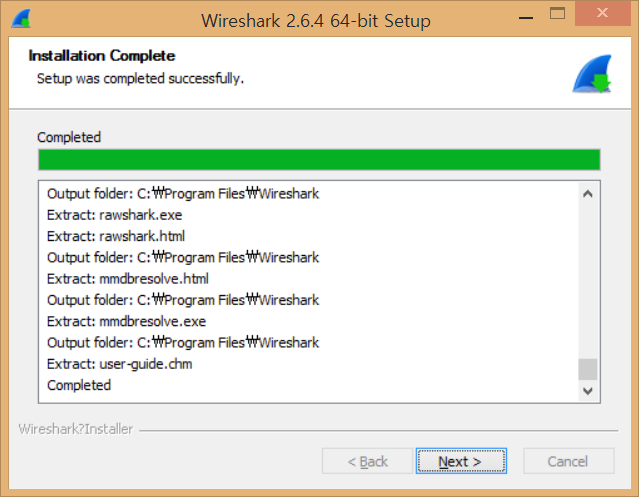 Wireshark 2.6.4 64-bit Setup
Installation Complete
Setup was completed successfully.
Completed
Output folder: C:₩Program Files₩Wireshark
Extract: rawshark.exe
Extract: rawshark.html
Output folder: C:₩Program Files₩Wireshark
Extract: mmdbresolve.html
Output folder: C:₩Program Files₩Wireshark
Extract: mmdbresolve.exe
Output folder: C:₩Program Files₩Wireshark
Extract: user-guide.chm
Completed
Wireshark?Installer
< Back Next > Cancel